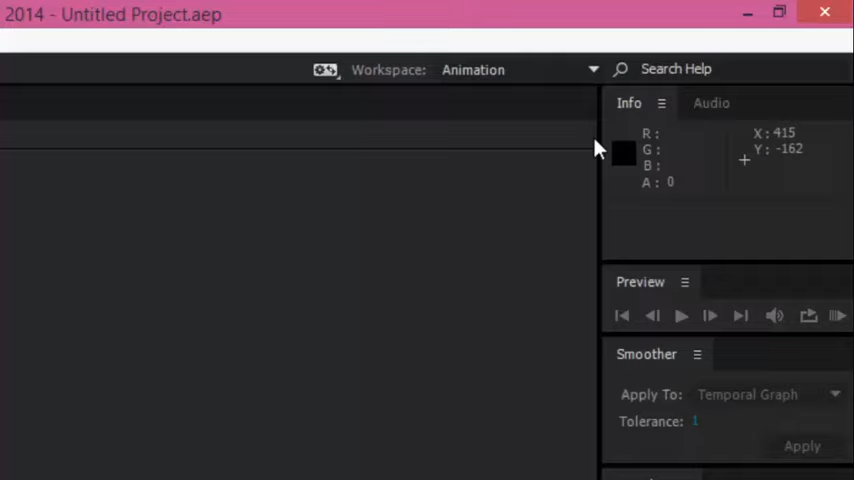 2014 - Untitled Project.aep
Workspace: Animation
Search Help
Info
Audio
R :
G :
B :
A : 0
X : 415
Y : -162
Preview
Smoother
Apply To: Temporal Graph
Tolerance: 1
Apply